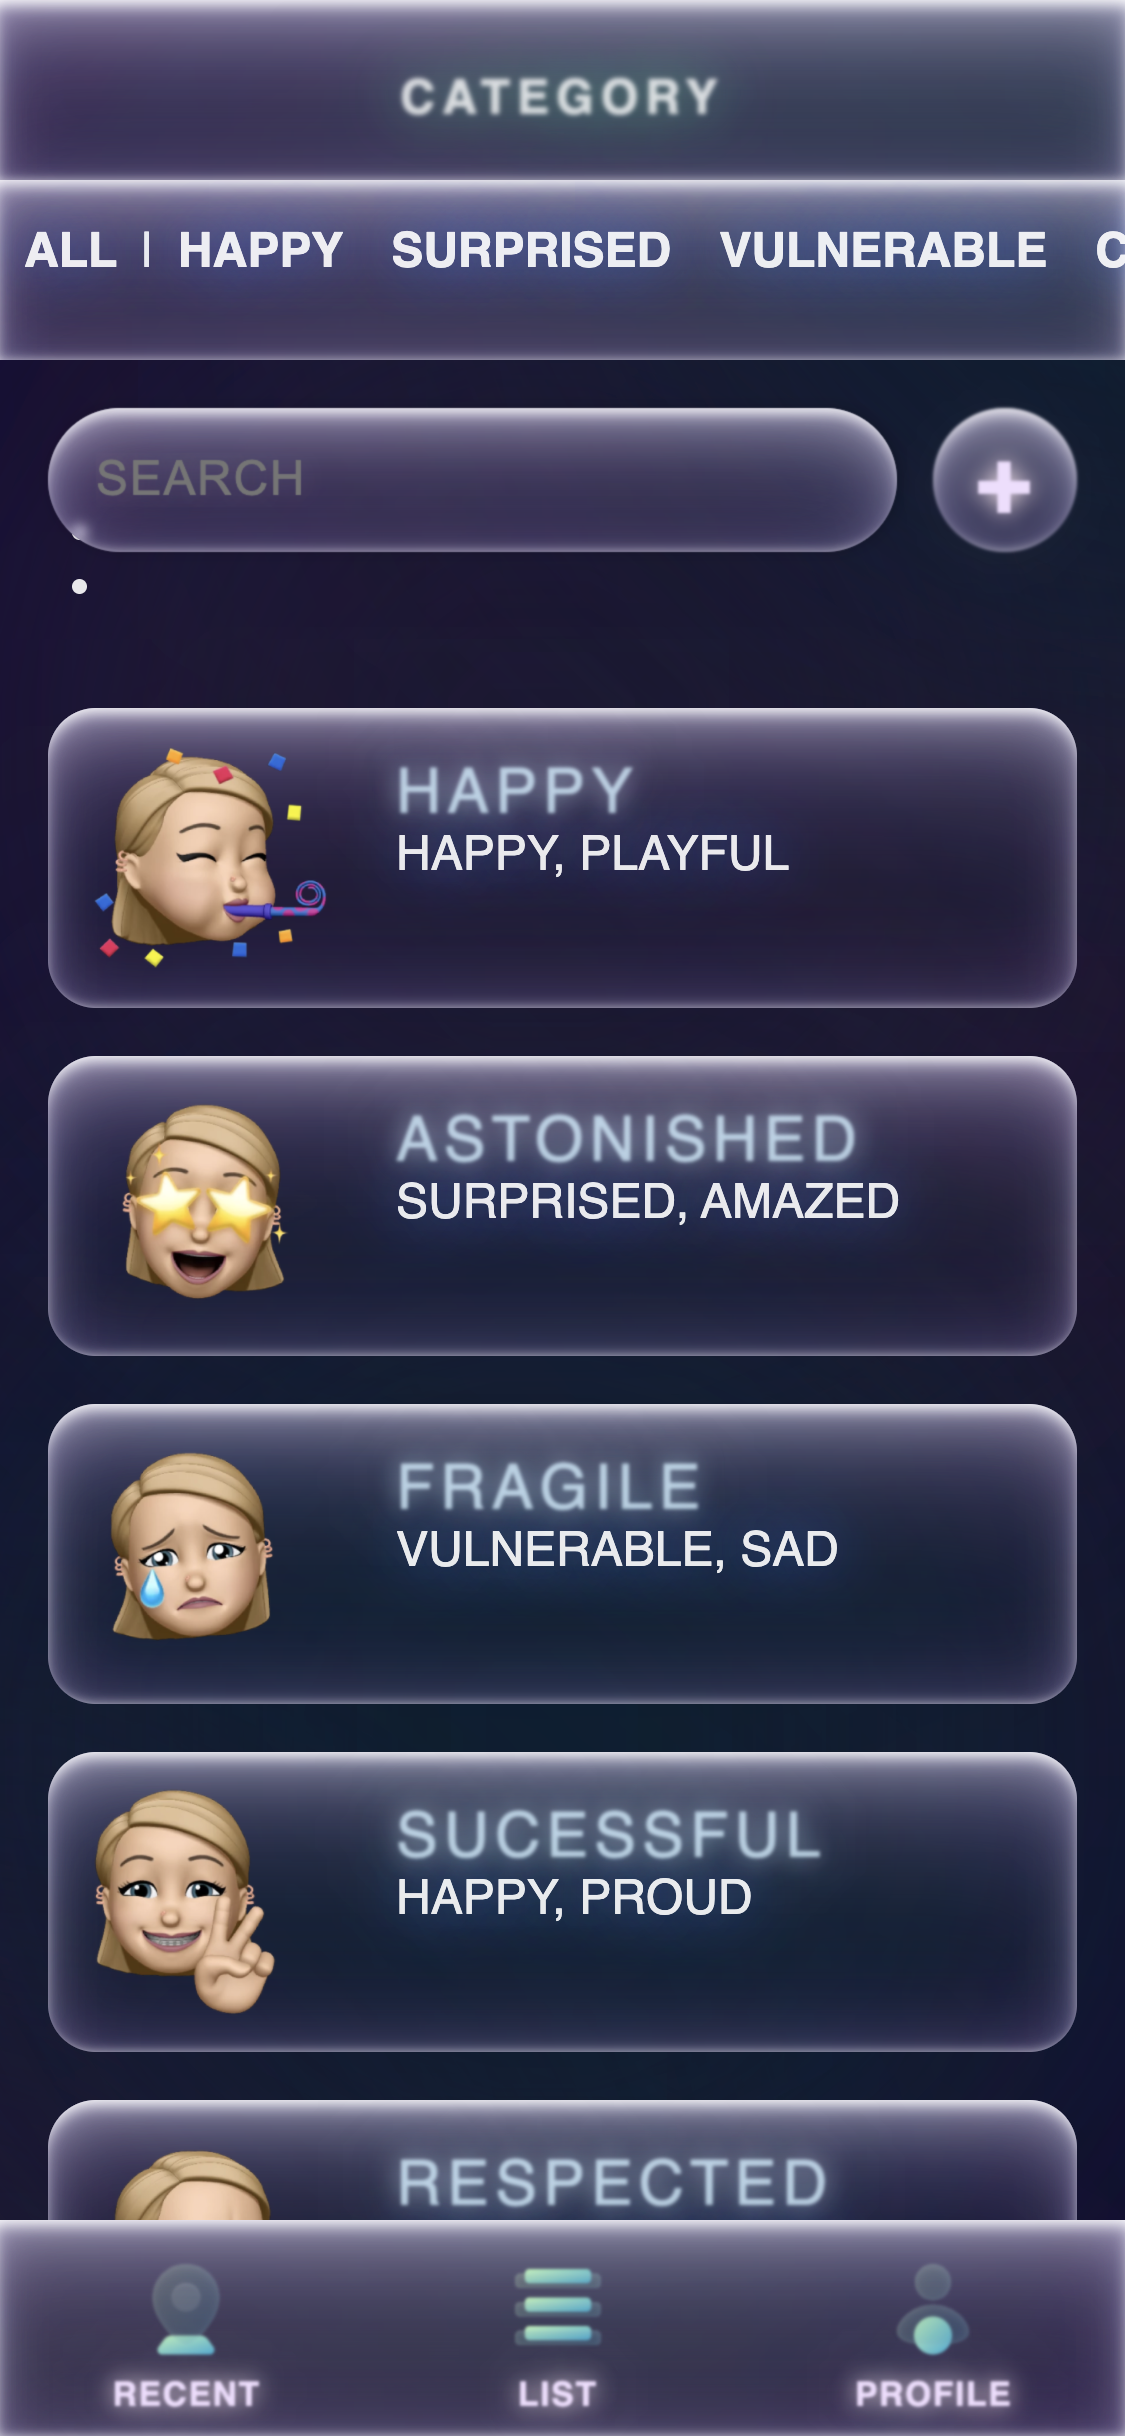 CATEGORY
ALL | HAPPY SURPRISED VULNERABLE C
SEARCH
HAPPY
HAPPY, PLAYFUL
ASTONISHED
SURPRISED, AMAZED
FRAGILE
VULNERABLE, SAD
SUCESSFUL
HAPPY, PROUD
RESPECTED
RECENT LIST PROFILE